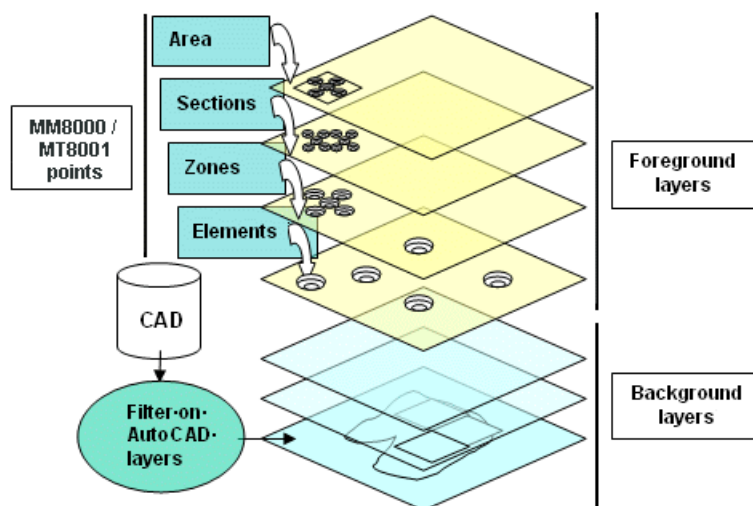 Area
Sections
MM8000 /
MT8001
points
Zones
Elements
Foreground
layers
CAD
Filter·on·
AutoCAD·
layers
Background
layers